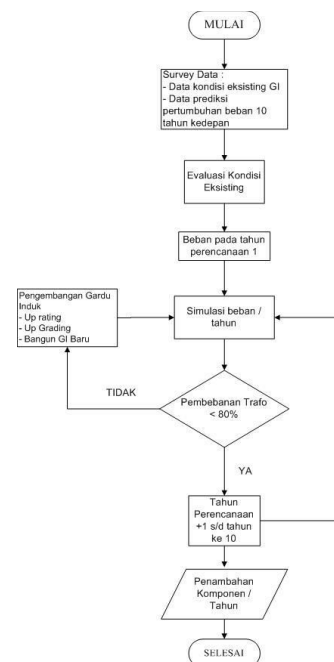 MULAI
Survey Data :
- Data kondisi eksisting GI
- Data prediksi
pertumbuhan beban 10
tahun kedepan
Evaluasi Kondisi
Eksisting
Beban pada tahun
perencanaan 1
Pengembangan Gardu
Induk
- Up rating
- Up Grading
- Bangun GI Baru
Simulasi beban /
tahun
TIDAK
Pembebanan Trafo
< 80%
YA
Tahun
Perencanaan
+1 s/d tahun
ke 10
Penambahan
Komponen /
Tahun
SELESAI